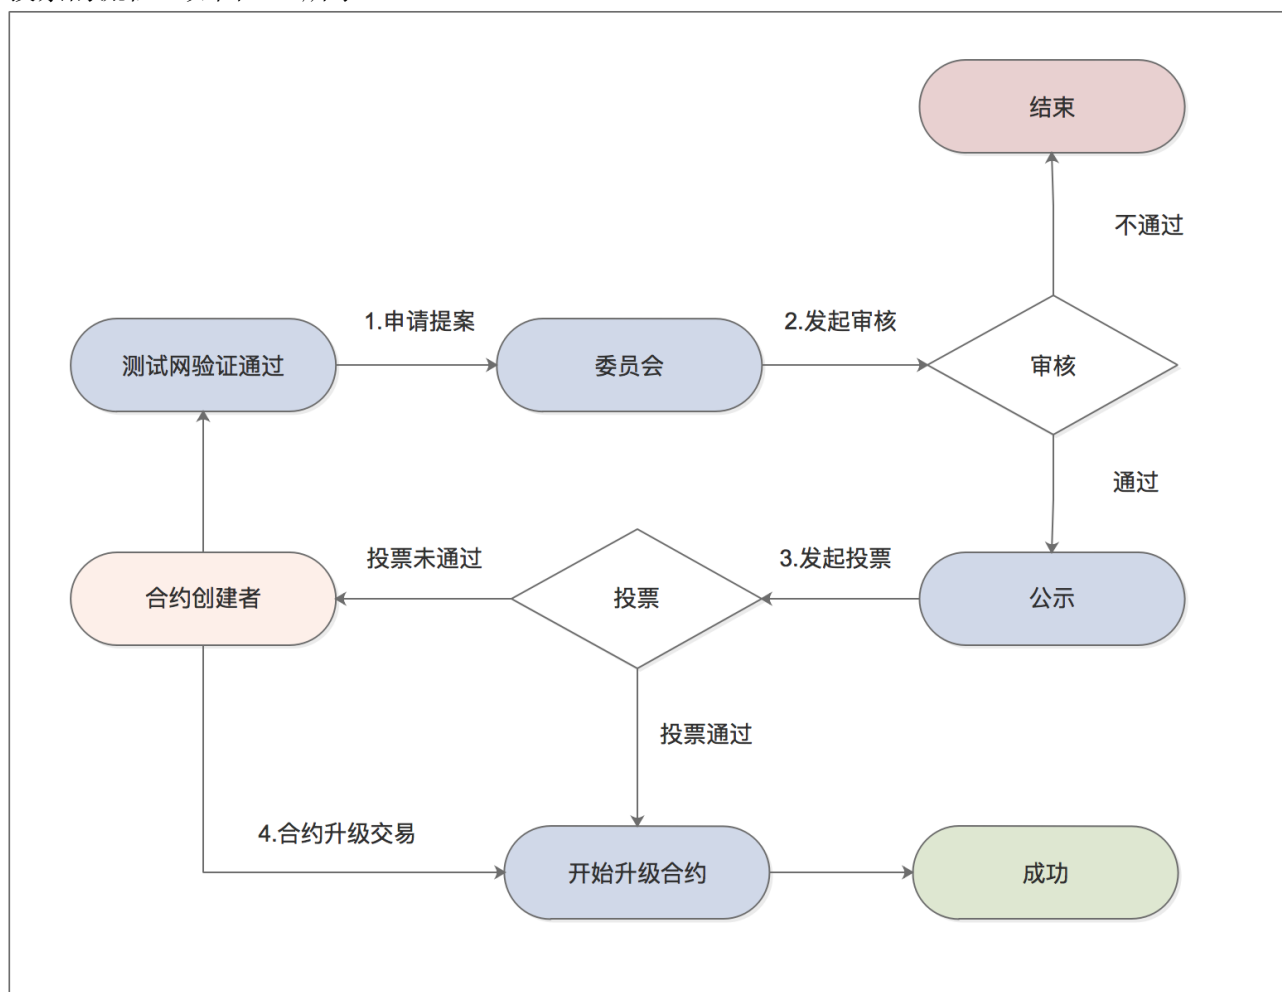 结束
不通过
1.申请提案
2.发起审核
测试网验证通过
委员会
审核
通过
投票未通过
3.发起投票
合约创建者
投票
公示
投票通过
4.合约升级交易
开始升级合约
成功